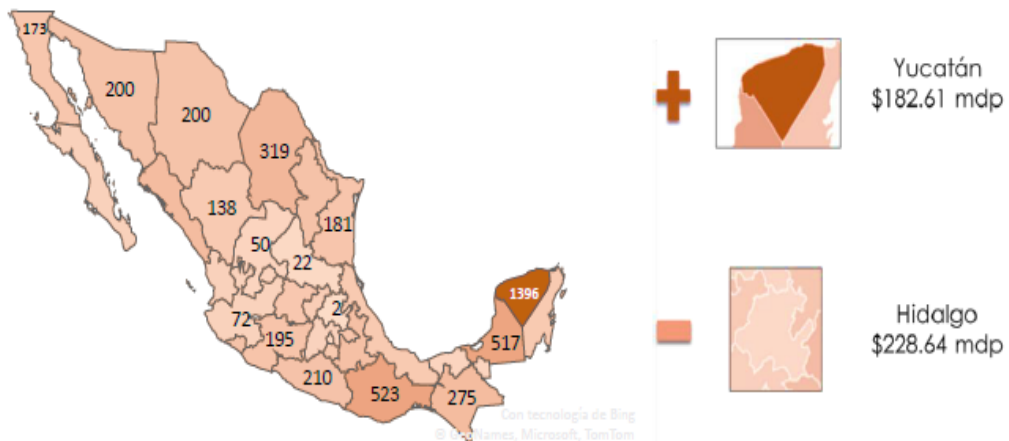 173
200
200
319
138
181
50
22
1396
72
2
517
195
210
523
275
Con tecnología de Bing
© GeoNames, Microsoft, TomTom
Yucatán
$182.61 mdp
Hidalgo
$228.64 mdp